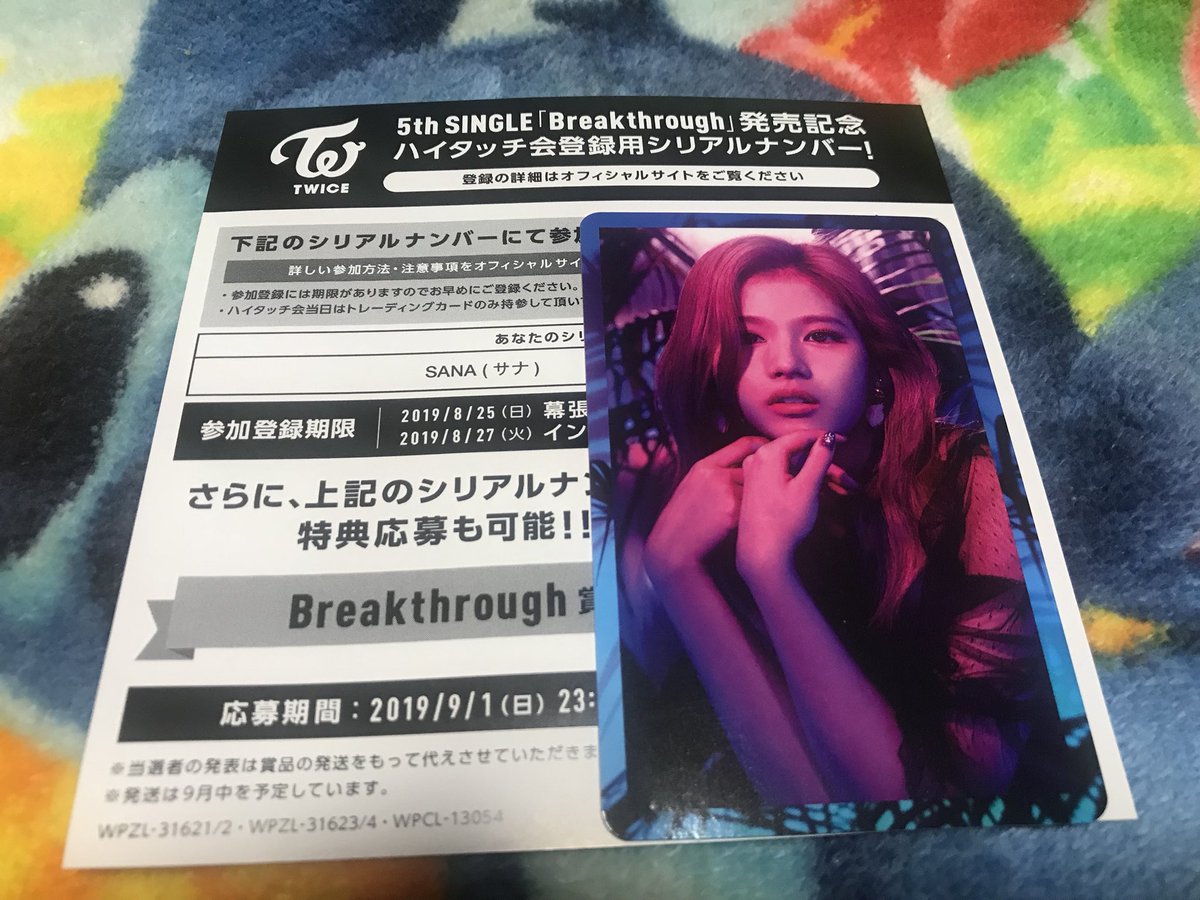 TWICE
5th SINGLE「Breakthrough」発売記念
ハイタッチ会登録用シリアルナンバー!
登録の詳細はオフィシャルサイトをご覧ください
下記のシリアルナンバーにて参
詳しい参加方法・注意事項をオフィシャルサイ
・参加登録には期限がありますのでお早めにご登録ください。
・ハイタッチ会当日はトレーディングカードのみ持参して頂い
あなたのシリ
SANA (サナ)
参加登録期限
2019/8/25(日) 幕張
2019/8/27(火) イン
さらに、上記のシリアルナン
特典応募も可能!!
Breakthrough 賞
応募期間:2019/9/1(日) 23:
※当選者の発表は賞品の発送をもって代えさせていただきま
※発送は9月中を予定しています。
WPZL-31621/2・WPZL-31623/4・WPCL-13054